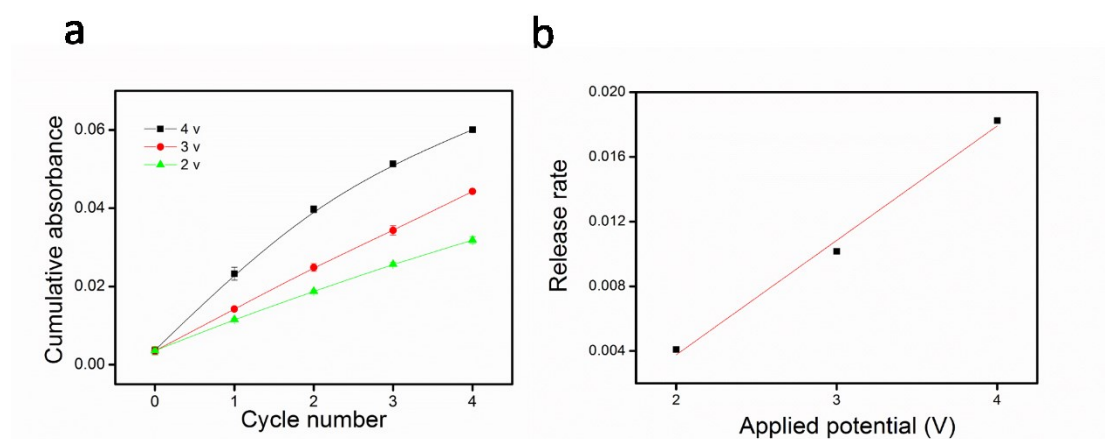 a
b
0.06
0.04
0.02
0.00
Cumulative absorbance
4 v
3 v
2 v
0 1 2 3 4
Cycle number
0.020
0.016
0.012
0.008
0.004
Release rate
2 3 4
Applied potential (V)